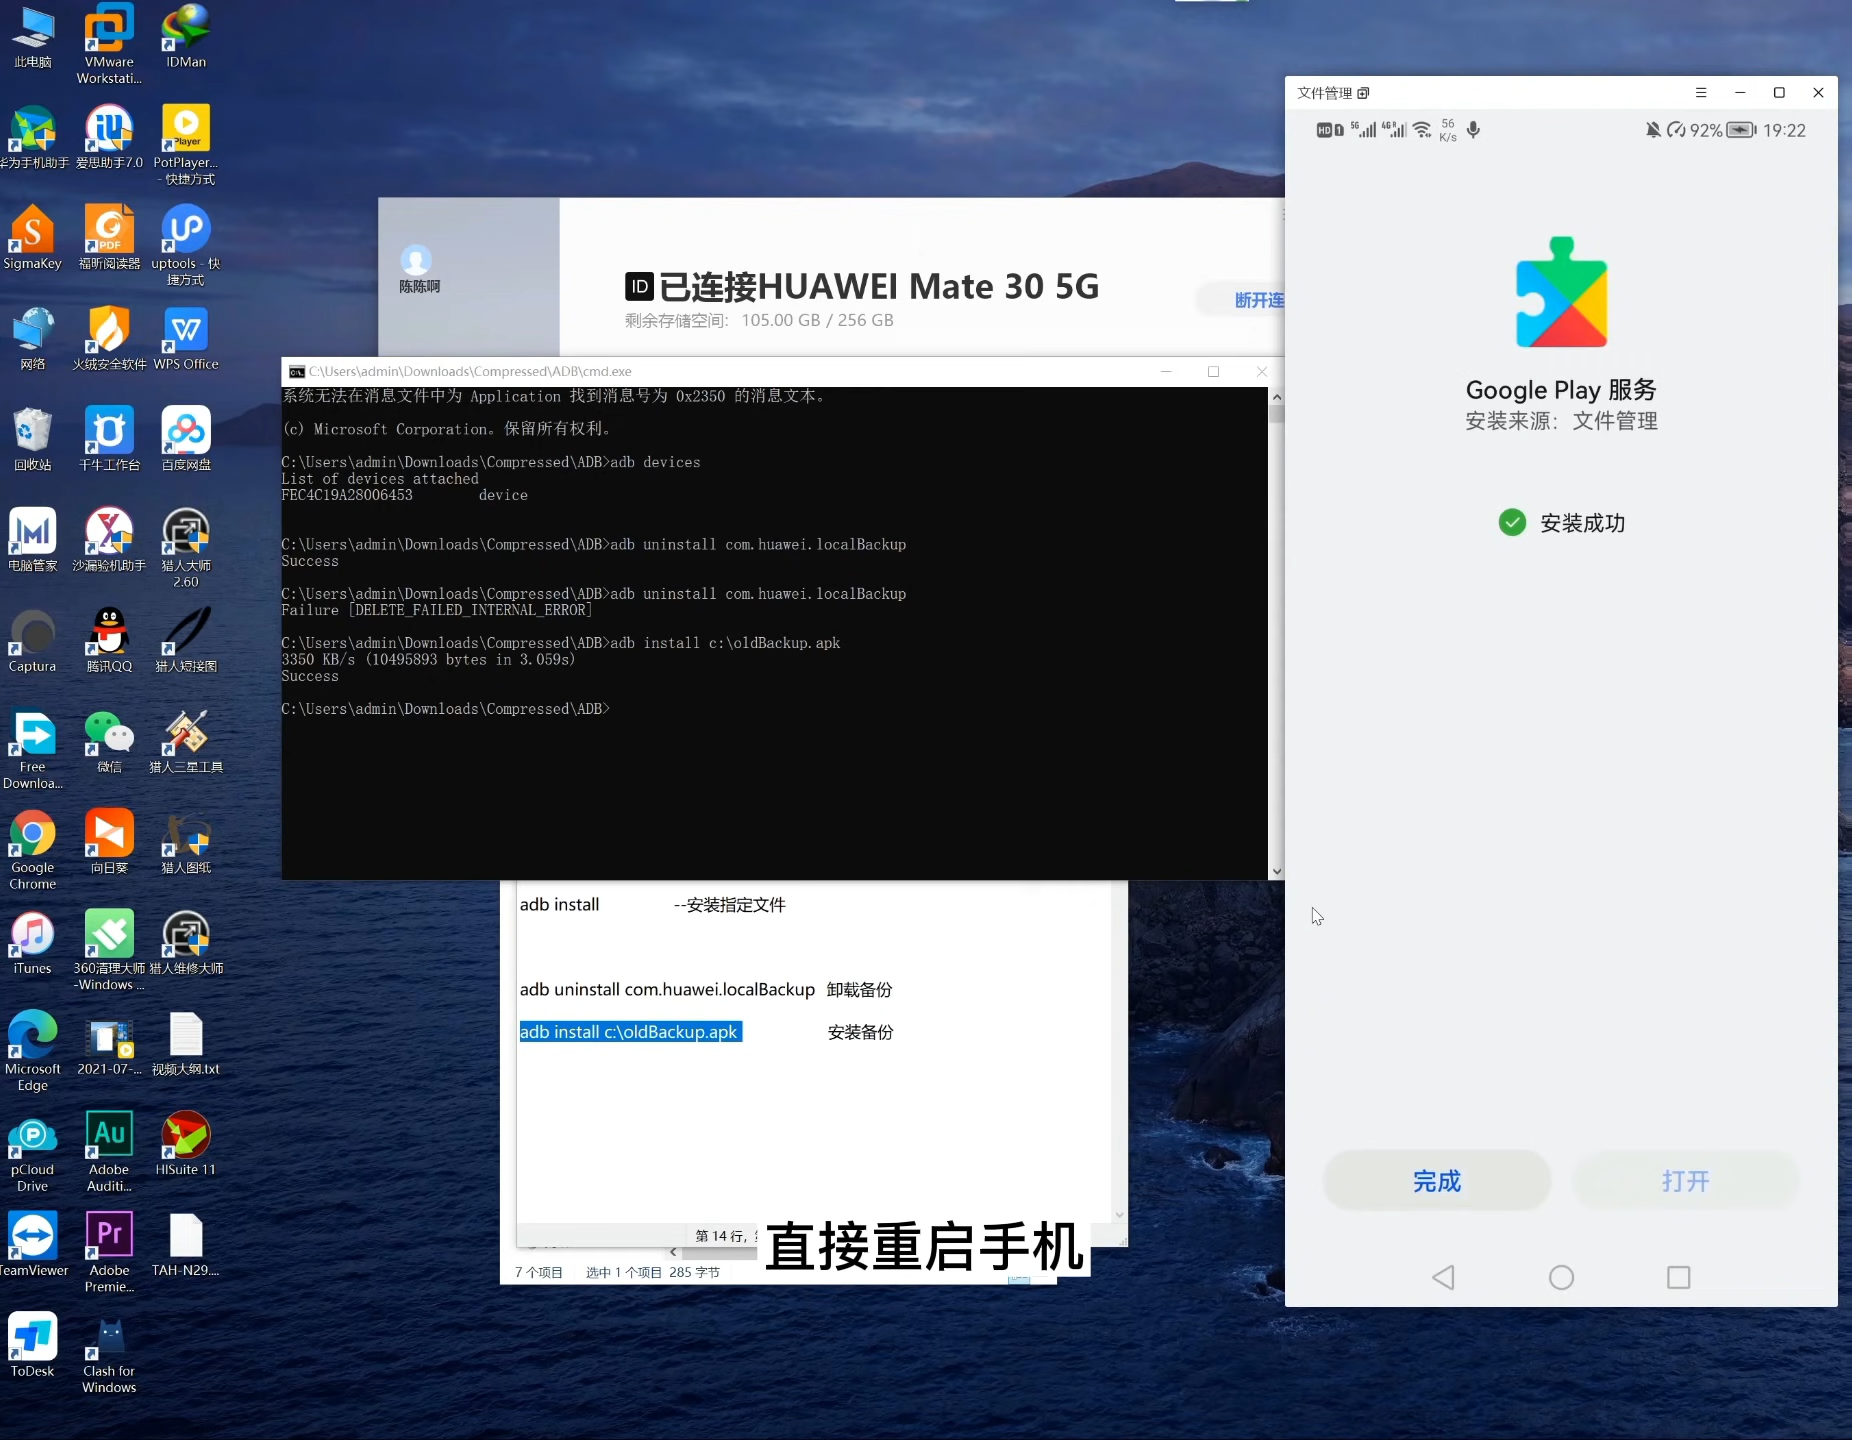 此电脑
VMware Workstati...
IDMan
华为手机助手
爱思助手7.0
PotPlayer... - 快捷方式
SigmaKey
福昕阅读器
uptools - 快捷方式
网络
火绒安全软件
WPS Office
回收站
千牛工作台
百度网盘
电脑管家
沙漏验机助手
猎人大师 2.60
Captura
腾讯QQ
猎人短接图
Free Downloa...
微信
猎人三星工具
Google Chrome
向日葵
猎人图纸
iTunes
360清理大师-Windows ...
猎人维修大师
Microsoft Edge
2021-07-...
视频大纲.txt
pCloud Drive
Adobe Auditi...
HISuite 11
TeamViewer
Adobe Premie...
TAH-N29....
ToDesk
Clash for Windows
陈陈啊
已连接HUAWEI Mate 30 5G
剩余存储空间： 105.00 GB / 256 GB
断开连
C:\Users\admin\Downloads\Compressed\ADB\cmd.exe
系统无法在消息文件中为 Application 找到消息号为 0x2350 的消息文本。
(c) Microsoft Corporation。保留所有权利。
C:\Users\admin\Downloads\Compressed\ADB>adb devices
List of devices attached
FEC4C19A28006453 device
C:\Users\admin\Downloads\Compressed\ADB>adb uninstall com.huawei.localBackup
Success
C:\Users\admin\Downloads\Compressed\ADB>adb uninstall com.huawei.localBackup
Failure [DELETE_FAILED_INTERNAL_ERROR]
C:\Users\admin\Downloads\Compressed\ADB>adb install c:\oldBackup.apk
3350 KB/s (10495893 bytes in 3.059s)
Success
C:\Users\admin\Downloads\Compressed\ADB>
adb install --安装指定文件
adb uninstall com.huawei.localBackup 卸载备份
adb install c:\oldBackup.apk 安装备份
第 14 行，
直接重启手机
7 个项目 选中 1 个项目 285 字节
文件管理
56 K/s 92% 19:22
Google Play 服务
安装来源：文件管理
安装成功
完成 打开